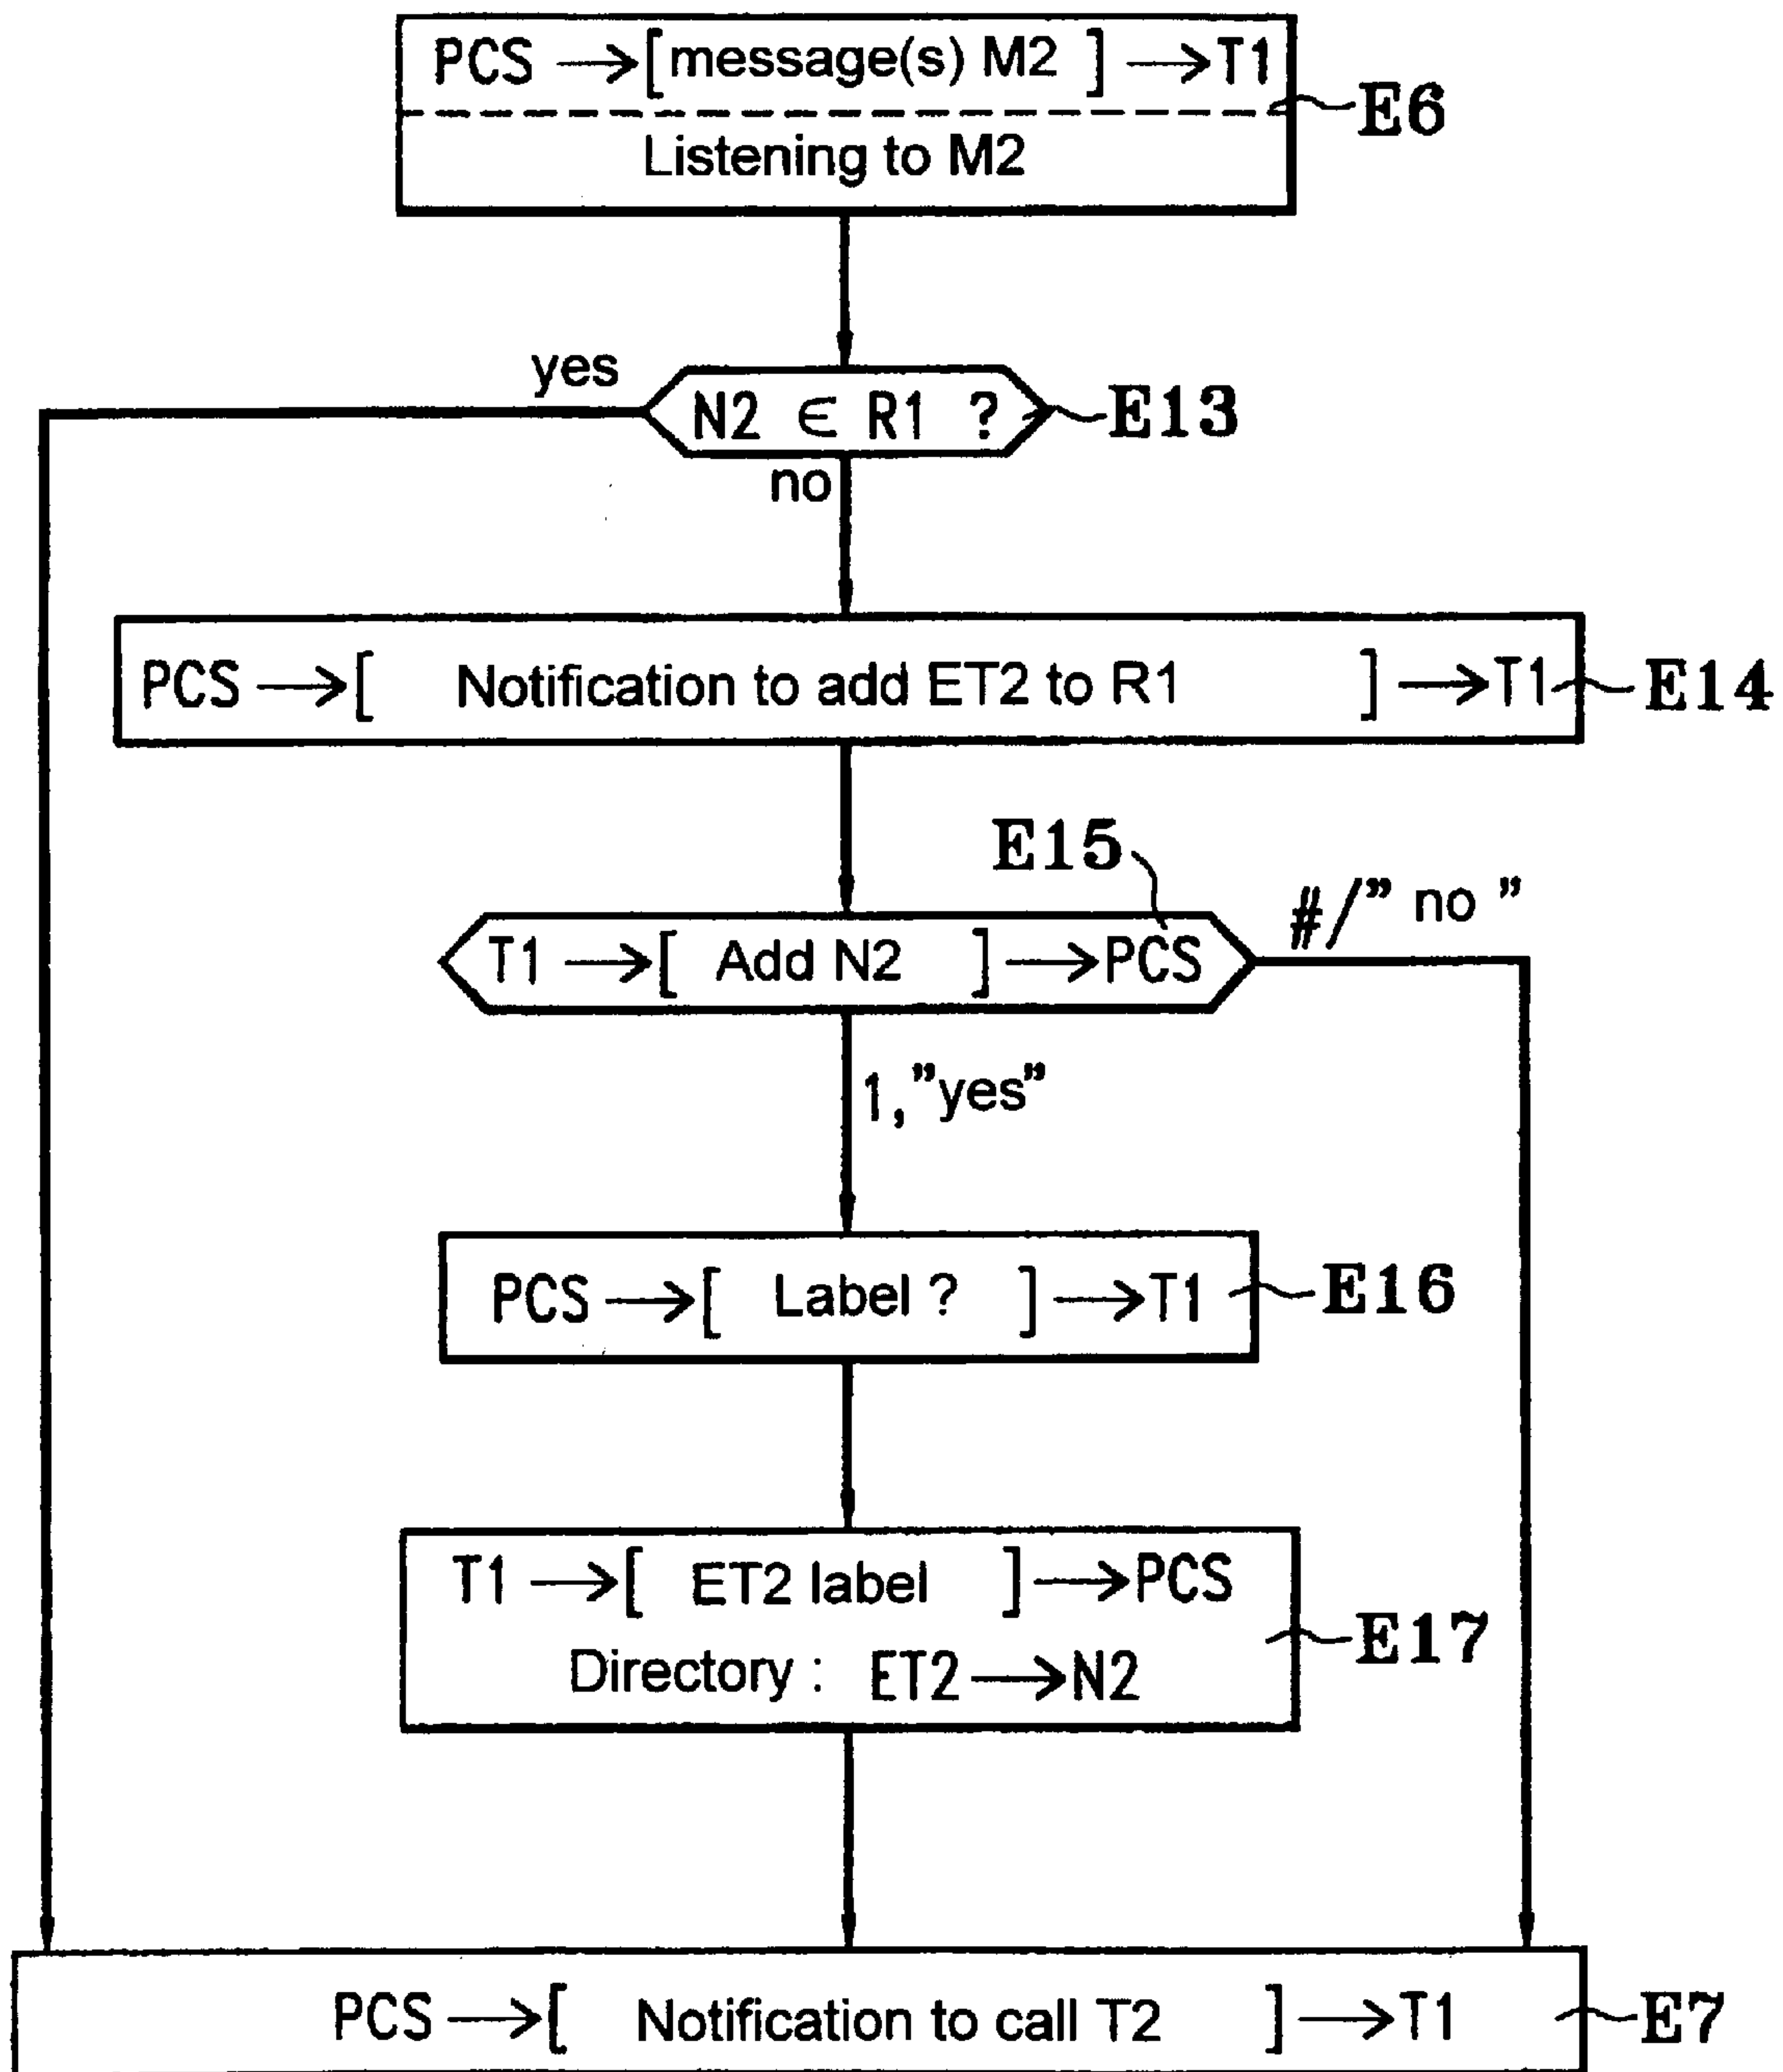 PCS → [ message(s) M2 ] → T1
E6
Listening to M2
yes
N2 ∈ R1 ?
E13
no
PCS → [ Notification to add ET2 to R1 ] → T1
E14
E15
#/" no "
T1 → [ Add N2 ] → PCS
1, "yes"
PCS → [ Label ? ] → T1
E16
T1 → [ ET2 label ] → PCS
E17
Directory : ET2 → N2
PCS → [ Notification to call T2 ] → T1
E7